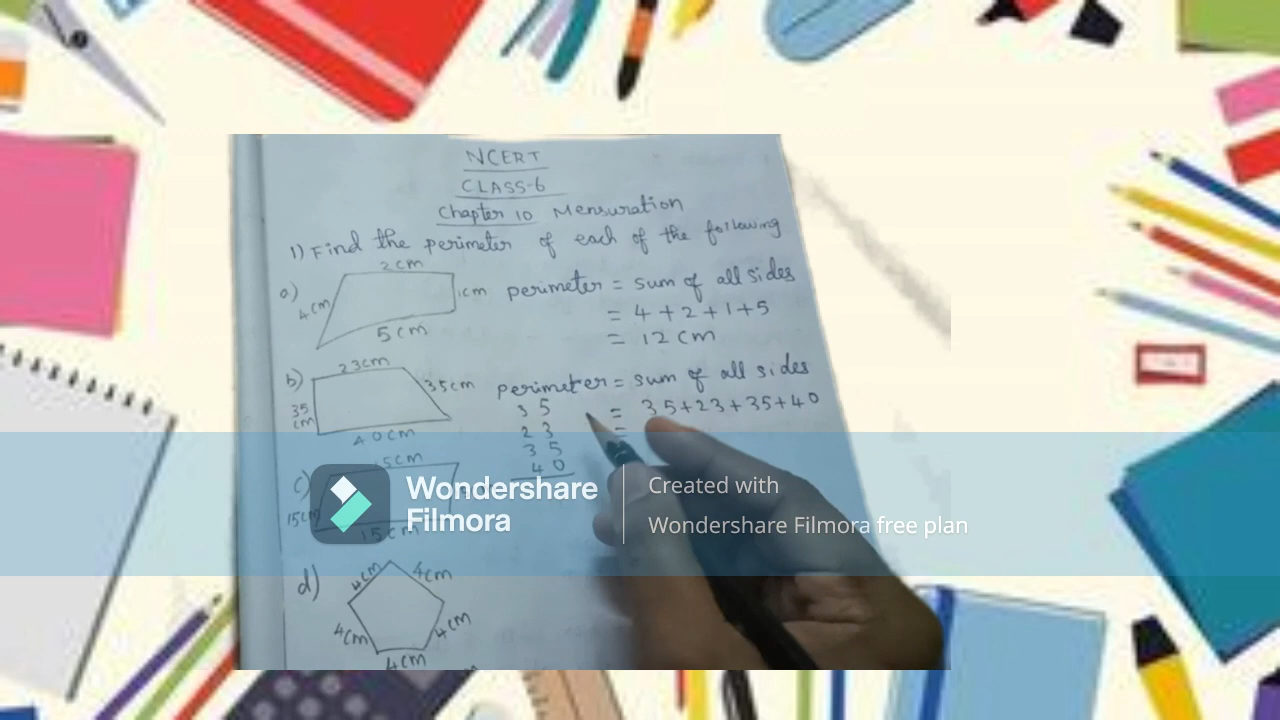 NCERT
CLASS-6
Chapter 10 Mensuration
1) Find the perimeter of each of the following
a)
2cm
4cm
1cm
5cm
perimeter = sum of all sides
= 4+2+1+5
= 12 cm
b)
23cm
35cm
35
cm
40cm
perimeter = sum of all sides
= 35+23+35+40
=
35
23
35
40
c)
15cm
15cm
Wondershare
Filmora
Created with
Wondershare Filmora free plan
d)
4cm
4cm
4cm
4cm
4cm